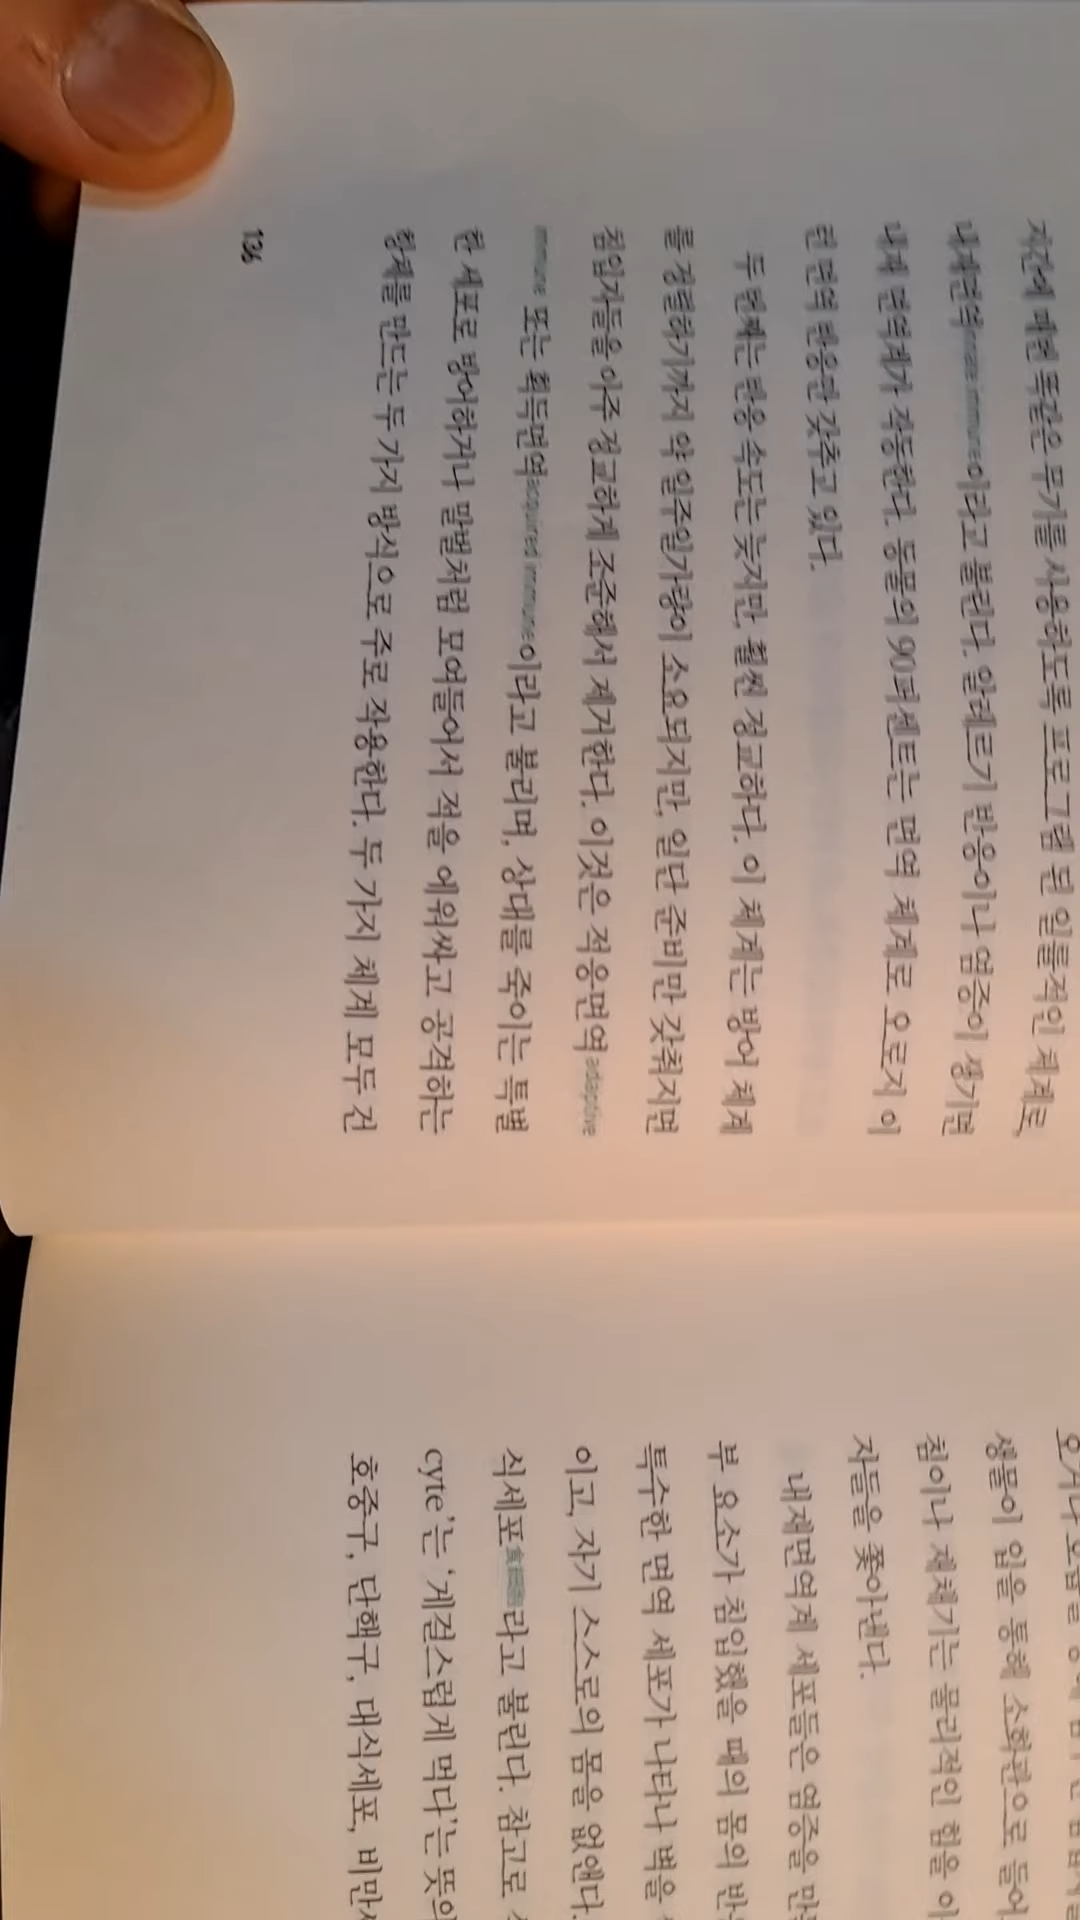 자건에 매번 똑같은 무기를 사용하도록 프로그램 된 일률적인 체계로,
내재면역innate immune이라고 불린다. 알레르기 반응이나 염증이 생기면
내재 면역계가 작동한다. 동물의 90퍼센트는 면역 체계로 오로지 이
런 면역 반응만 갖추고 있다.
두 번째는 반응 속도는 늦지만, 훨씬 정교하다. 이 체계는 방어 체계
를 정렬하기까지 약 일주일가량이 소요되지만, 일단 준비만 갖춰지면
침입자들을 아주 정교하게 조준해서 제거한다. 이것은 적응면역adaptive
immune 또는 획득면역acquired immune이라고 불리며, 상대를 죽이는 특별
한 세포로 방어하거나 벌떼처럼 모여들어서 적을 에워싸고 공격하는
항체를 만드는 두 가지 방식으로 주로 작용한다. 두 가지 체계 모두 건
136
생물이 입을 통해 소화관으로 들어
침이나 재채기는 물리적인 힘을 이
자들을 쫓아낸다.
내재면역계 세포들은 염증을 만
부 요소가 침입했을 때의 몸의 반
특수한 면역 세포가 나타나 벽을
이고, 자기 스스로의 몸을 없앤다.
식세포食細胞라고 불린다. 참고로
cyte’는 ‘게걸스럽게 먹다’는 뜻의
호중구, 단핵구, 대식세포, 비만